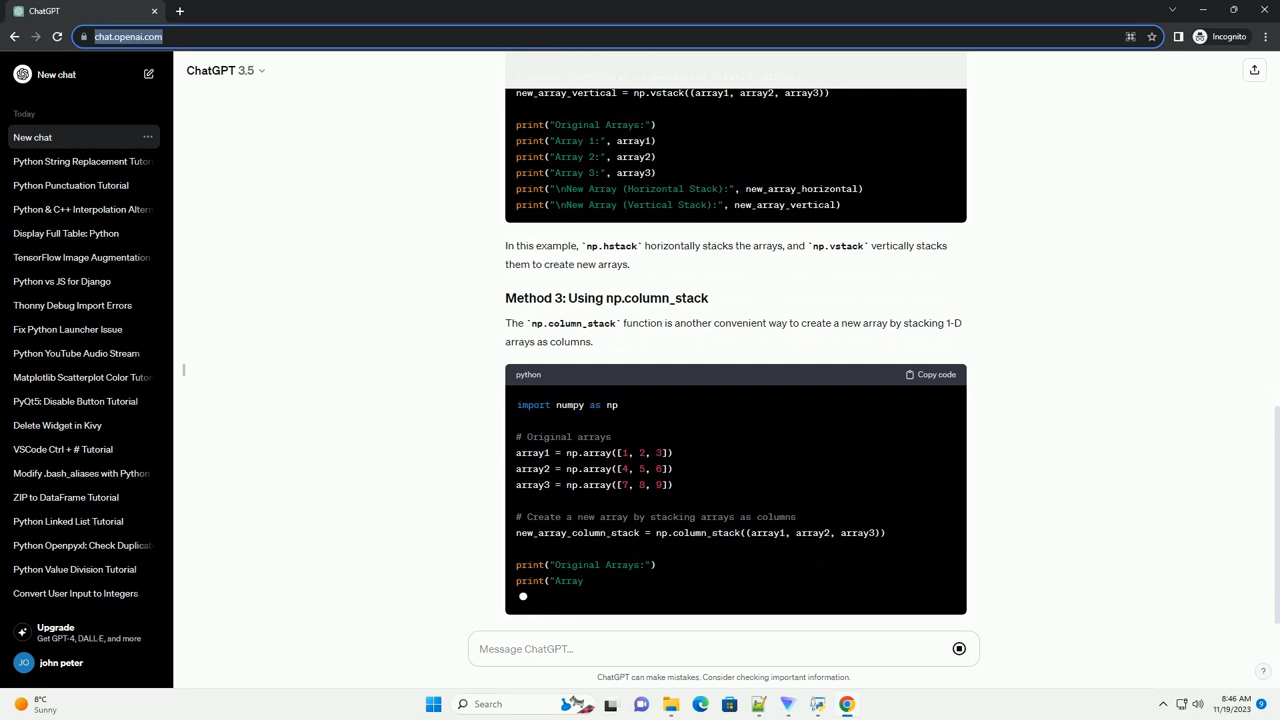 ChatGPT
chat.openai.com
Incognito
New chat
ChatGPT 3.5
Today
New chat
Python String Replacement Tutor
Python Punctuation Tutorial
Python & C++ Interpolation Altern
Display Full Table: Python
TensorFlow Image Augmentation
Python vs JS for Django
Thonny Debug Import Errors
Fix Python Launcher Issue
Python YouTube Audio Stream
Matplotlib Scatterplot Color Tutor
PyQt5: Disable Button Tutorial
Delete Widget in Kivy
VSCode Ctrl + # Tutorial
Modify .bash_aliases with Python
ZIP to DataFrame Tutorial
Python Linked List Tutorial
Python Openpyxl: Check Duplicat
Python Value Division Tutorial
Convert User Input to Integers
Upgrade
Get GPT-4, DALL·E, and more
JO john peter
new_array_vertical = np.vstack((array1, array2, array3))
print("Original Arrays:")
print("Array 1:", array1)
print("Array 2:", array2)
print("Array 3:", array3)
print("\nNew Array (Horizontal Stack):", new_array_horizontal)
print("\nNew Array (Vertical Stack):", new_array_vertical)
In this example, `np.hstack` horizontally stacks the arrays, and `np.vstack` vertically stacks
them to create new arrays.
Method 3: Using np.column_stack
The `np.column_stack` function is another convenient way to create a new array by stacking 1-D
arrays as columns.
python Copy code
import numpy as np
# Original arrays
array1 = np.array([1, 2, 3])
array2 = np.array([4, 5, 6])
array3 = np.array([7, 8, 9])
# Create a new array by stacking arrays as columns
new_array_column_stack = np.column_stack((array1, array2, array3))
print("Original Arrays:")
print("Array
Message ChatGPT...
ChatGPT can make mistakes. Consider checking important information.
?
8°C
Sunny
Search
8:46 AM
11/19/2023
9